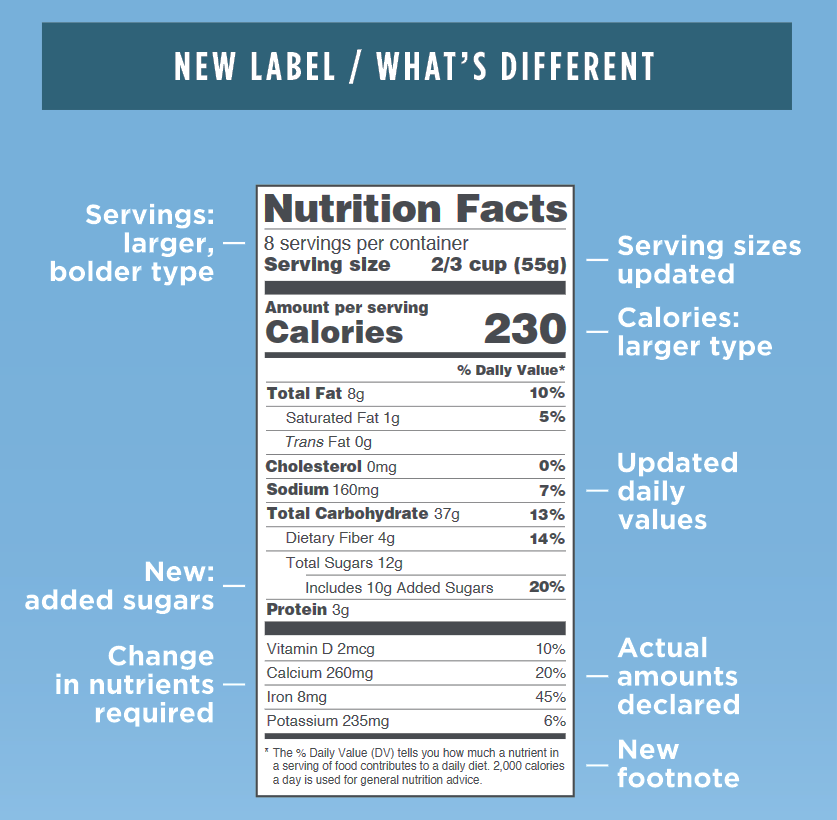 NEW LABEL / WHAT'S DIFFERENT
Servings:
larger,
bolder type
Nutrition Facts
8 servings per container
Serving size 2/3 cup (55g)
Serving sizes
updated
Amount per serving
Calories 230
Calories:
larger type
% Daily Value*
Total Fat 8g 10%
Saturated Fat 1g 5%
Trans Fat 0g
Cholesterol 0mg 0%
Sodium 160mg 7%
Total Carbohydrate 37g 13%
Dietary Fiber 4g 14%
Total Sugars 12g
Includes 10g Added Sugars 20%
Protein 3g
Updated
daily
values
New:
added sugars
Vitamin D 2mcg 10%
Calcium 260mg 20%
Iron 8mg 45%
Potassium 235mg 6%
Change
in nutrients
required
Actual
amounts
declared
* The % Daily Value (DV) tells you how much a nutrient in
a serving of food contributes to a daily diet. 2,000 calories
a day is used for general nutrition advice.
New
footnote